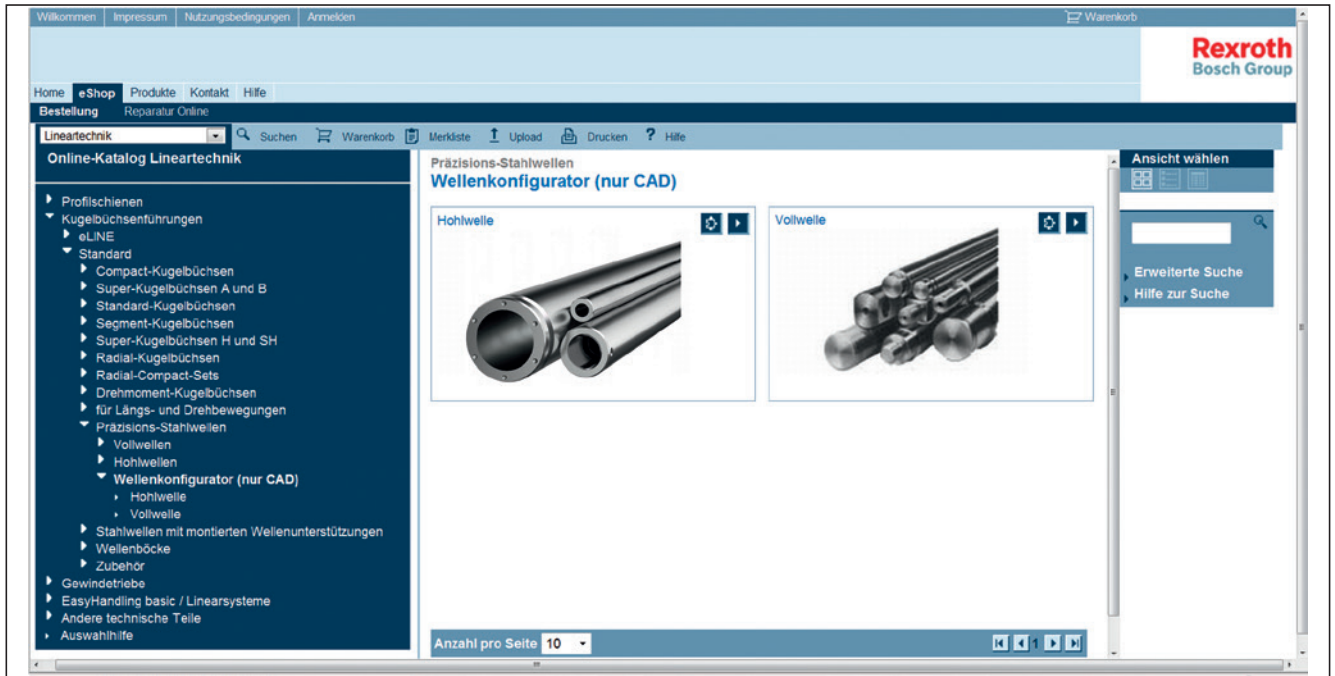 Willkommen Impressum Nutzungsbedingungen Anmelden Warenkorb
Rexroth
Bosch Group
Home eShop Produkte Kontakt Hilfe
Bestellung Reparatur Online
Lineartechnik Suchen Warenkorb Merkliste Upload Drucken ? Hilfe
Online-Katalog Lineartechnik
Profilschienen
Kugelbüchsenführungen
eLINE
Standard
Compact-Kugelbüchsen
Super-Kugelbüchsen A und B
Standard-Kugelbüchsen
Segment-Kugelbüchsen
Super-Kugelbüchsen H und SH
Radial-Kugelbüchsen
Radial-Compact-Sets
Drehmoment-Kugelbüchsen
für Längs- und Drehbewegungen
Präzisions-Stahlwellen
Vollwellen
Hohlwellen
Wellenkonfigurator (nur CAD)
Hohlwelle
Vollwelle
Stahlwellen mit montierten Wellenunterstützungen
Wellenböcke
Zubehör
Gewindetriebe
EasyHandling basic / Linearsysteme
Andere technische Teile
Auswahlhilfe
Präzisions-Stahlwellen
Wellenkonfigurator (nur CAD)
Hohlwelle
Vollwelle
Anzahl pro Seite 10 1
Ansicht wählen
Erweiterte Suche
Hilfe zur Suche